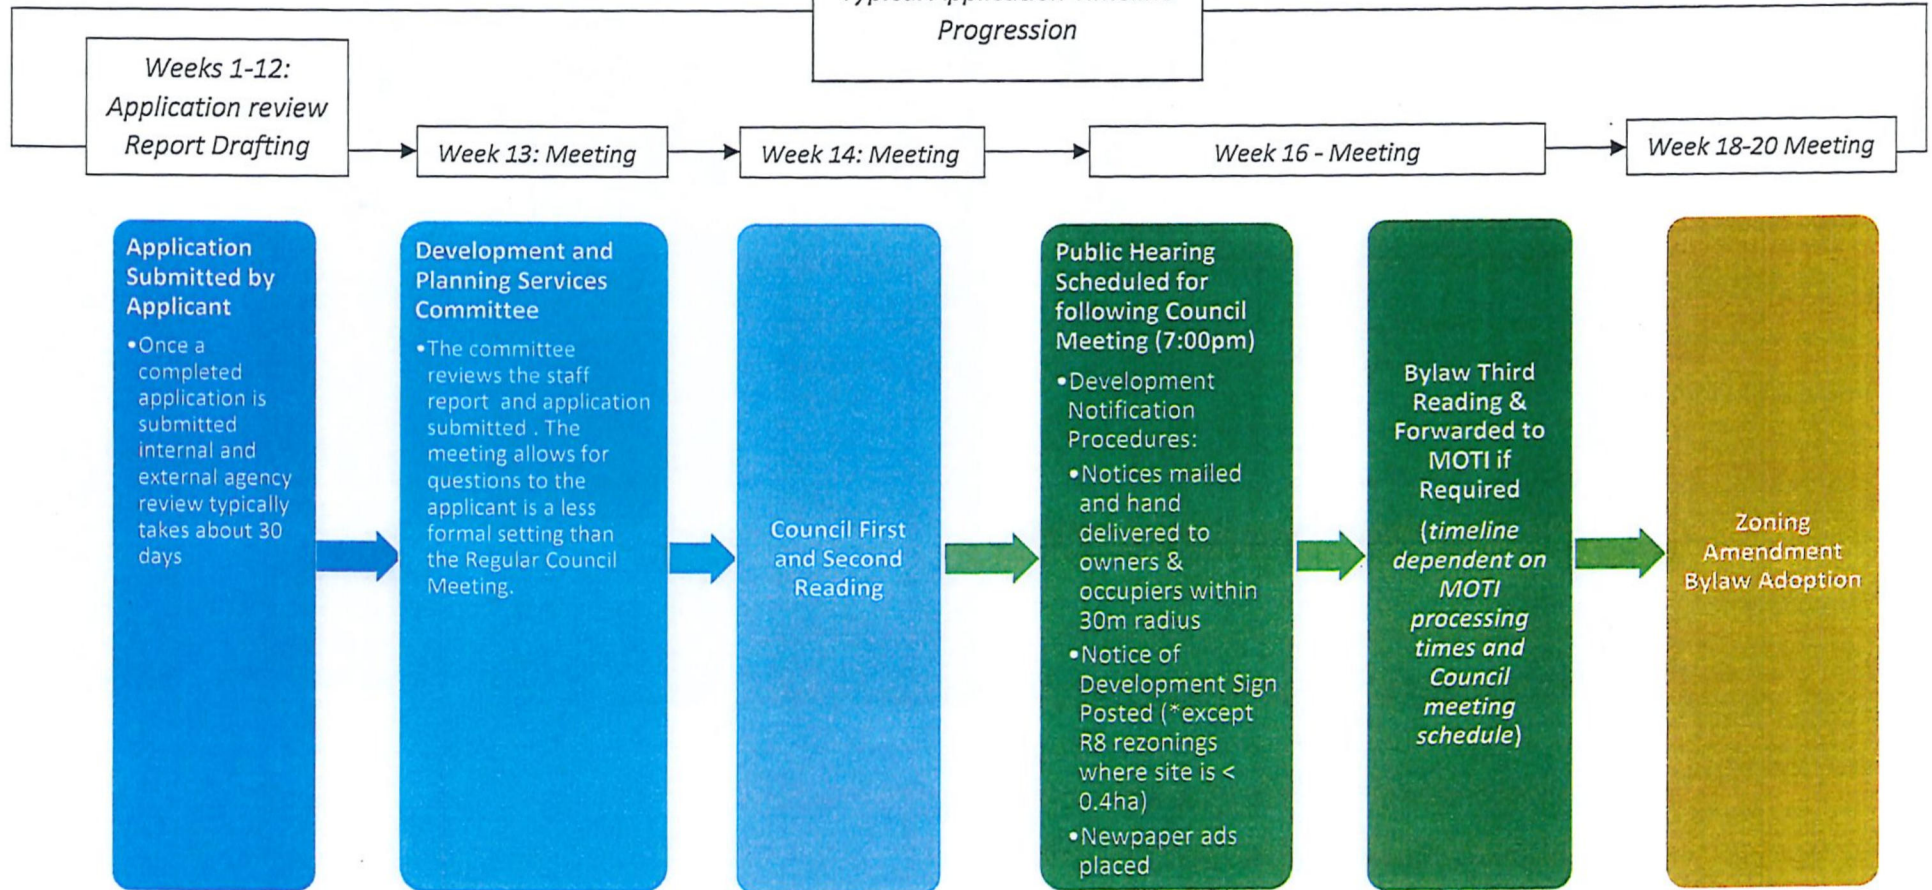 Progression
Weeks 1-12:
Application review
Report Drafting
Week 13: Meeting
Week 14: Meeting
Week 16 - Meeting
Week 18-20 Meeting
Application
Submitted by
Applicant
•Once a
completed
application is
submitted
internal and
external agency
review typically
takes about 30
days
Development and
Planning Services
Committee
•The committee
reviews the staff
report and application
submitted . The
meeting allows for
questions to the
applicant is a less
formal setting than
the Regular Council
Meeting.
Council First
and Second
Reading
Public Hearing
Scheduled for
following Council
Meeting (7:00pm)
•Development
Notification
Procedures:
•Notices mailed
and hand
delivered to
owners &
occupiers within
30m radius
•Notice of
Development Sign
Posted (*except
R8 rezonings
where site is <
0.4ha)
•Newpaper ads
placed
Bylaw Third
Reading &
Forwarded to
MOTI if
Required
(timeline
dependent on
MOTI
processing
times and
Council
meeting
schedule)
Zoning
Amendment
Bylaw Adoption